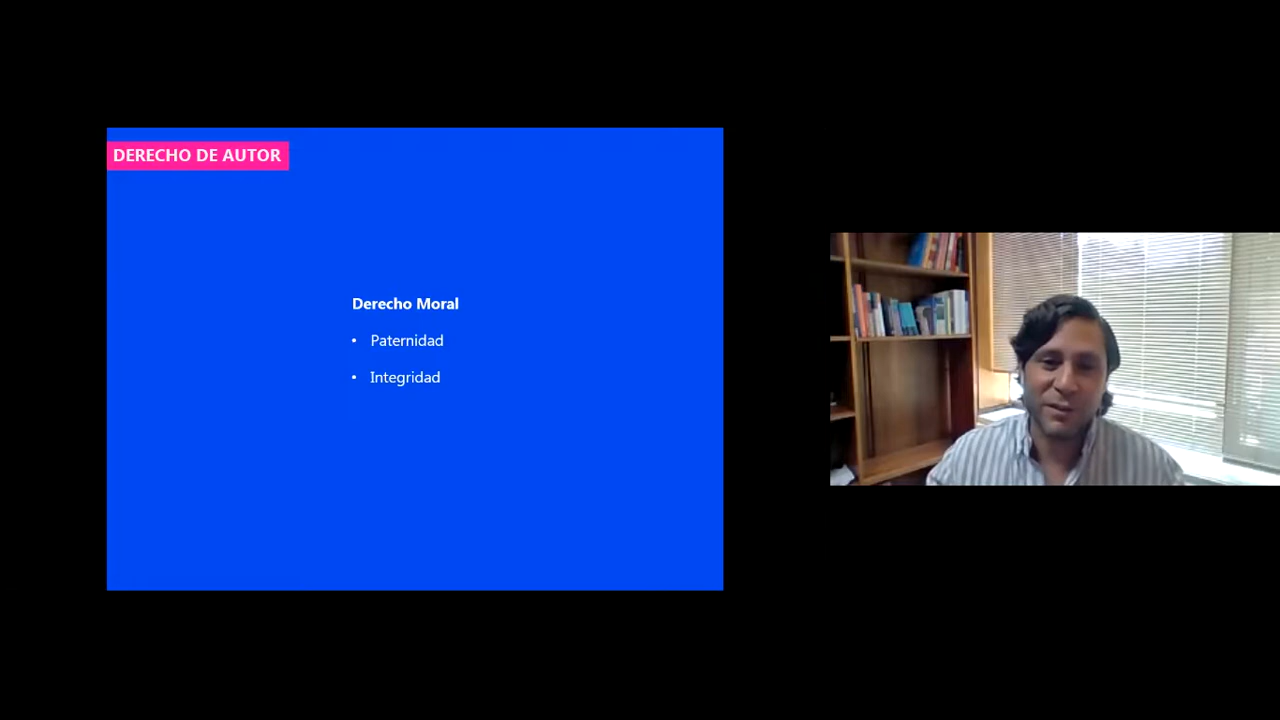 DERECHO DE AUTOR
Derecho Moral
• Paternidad
• Integridad